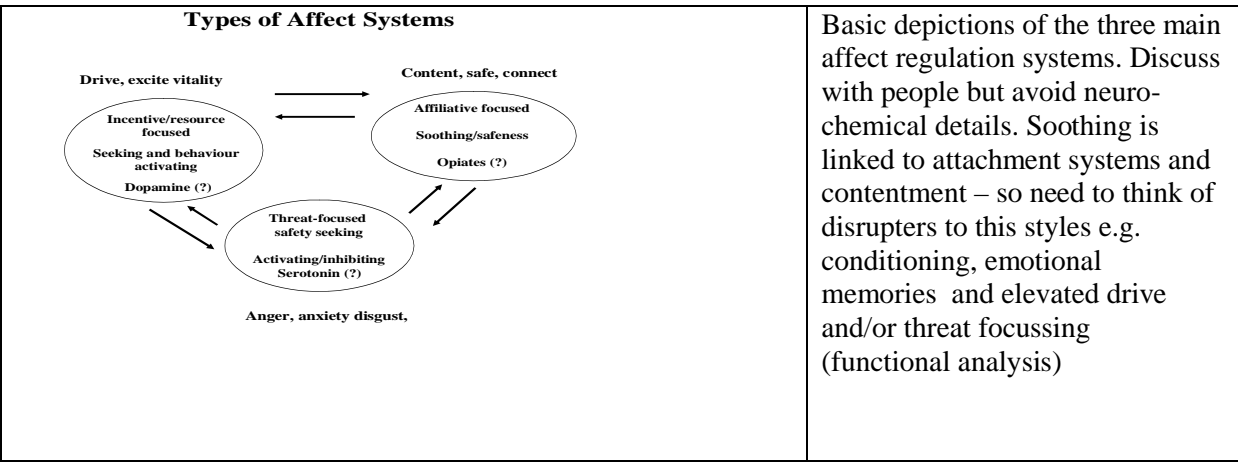 Types of Affect Systems
Drive, excite vitality
Content, safe, connect
Incentive/resource
focused
Seeking and behaviour
activating
Dopamine (?)
Affiliative focused
Soothing/safeness
Opiates (?)
Threat-focused
safety seeking
Activating/inhibiting
Serotonin (?)
Anger, anxiety disgust,
Basic depictions of the three main
affect regulation systems. Discuss
with people but avoid neuro-
chemical details. Soothing is
linked to attachment systems and
contentment – so need to think of
disrupters to this styles e.g.
conditioning, emotional
memories  and elevated drive
and/or threat focussing
(functional analysis)